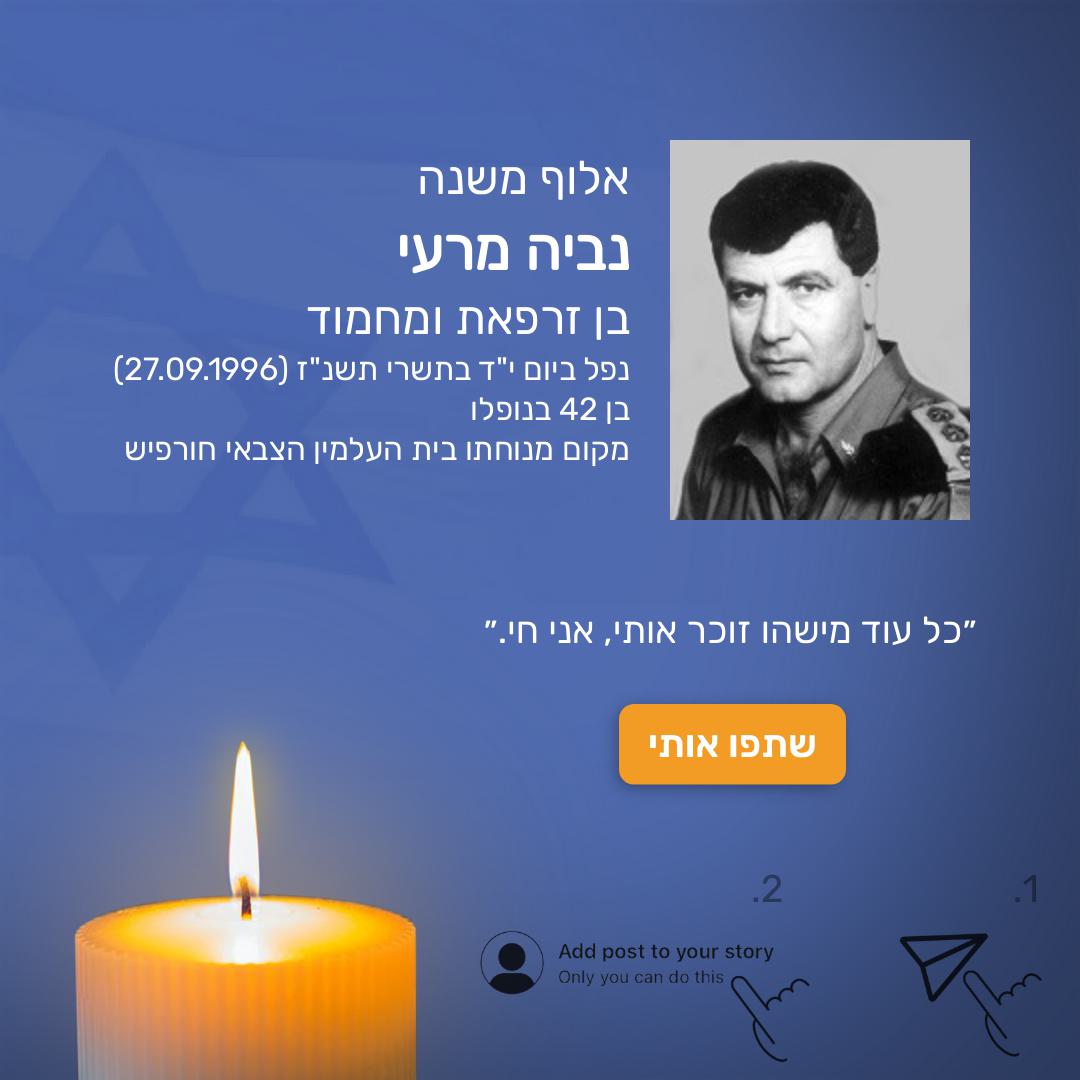 אלוף משנה
נביה מרעי
בן זרפאת ומחמוד
נפל ביום י"ד בתשרי תשנ"ז (27.09.1996)
בן 42 בנופלו
מקום מנוחתו בית העלמין הצבאי חורפיש
״כל עוד מישהו זוכר אותי, אני חי.״
שתפו אותי
.1
.2
Add post to your story
Only you can do this